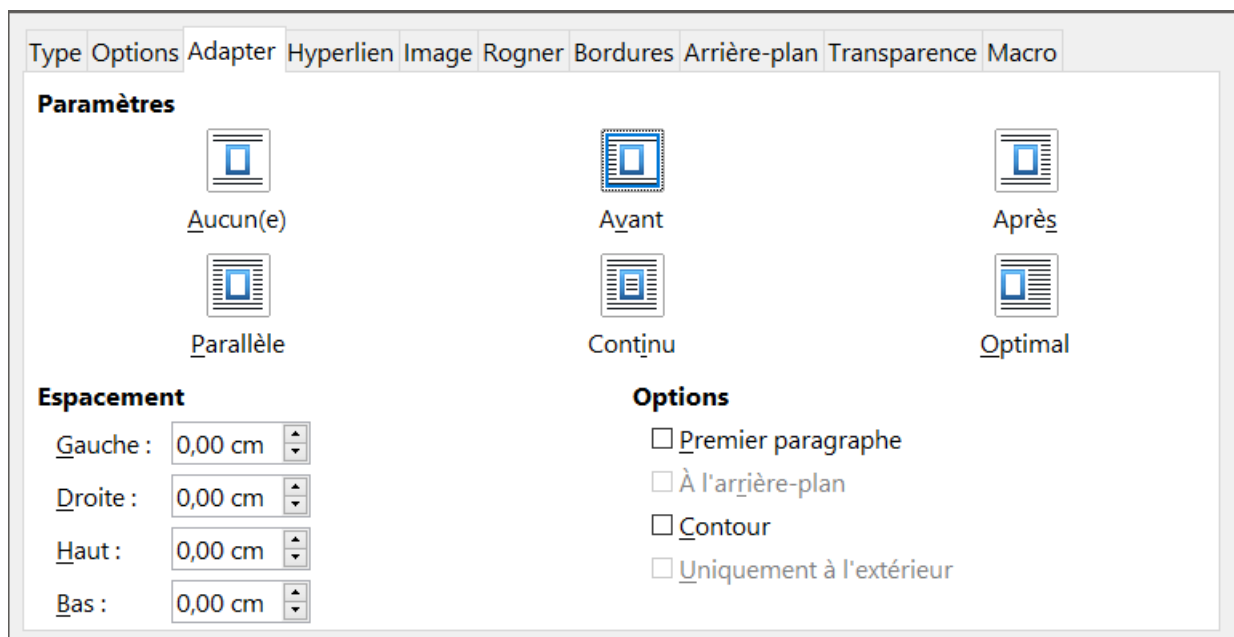 Type Options Adapter Hyperlien Image Rogner Bordures Arrière-plan Transparence Macro
Paramètres
Aucun(e) Avant Après
Parallèle Continu Optimal
Espacement Options
Gauche : 0,00 cm Premier paragraphe
Droite : 0,00 cm À l'arrière-plan
Haut : 0,00 cm Contour
Bas : 0,00 cm Uniquement à l'extérieur